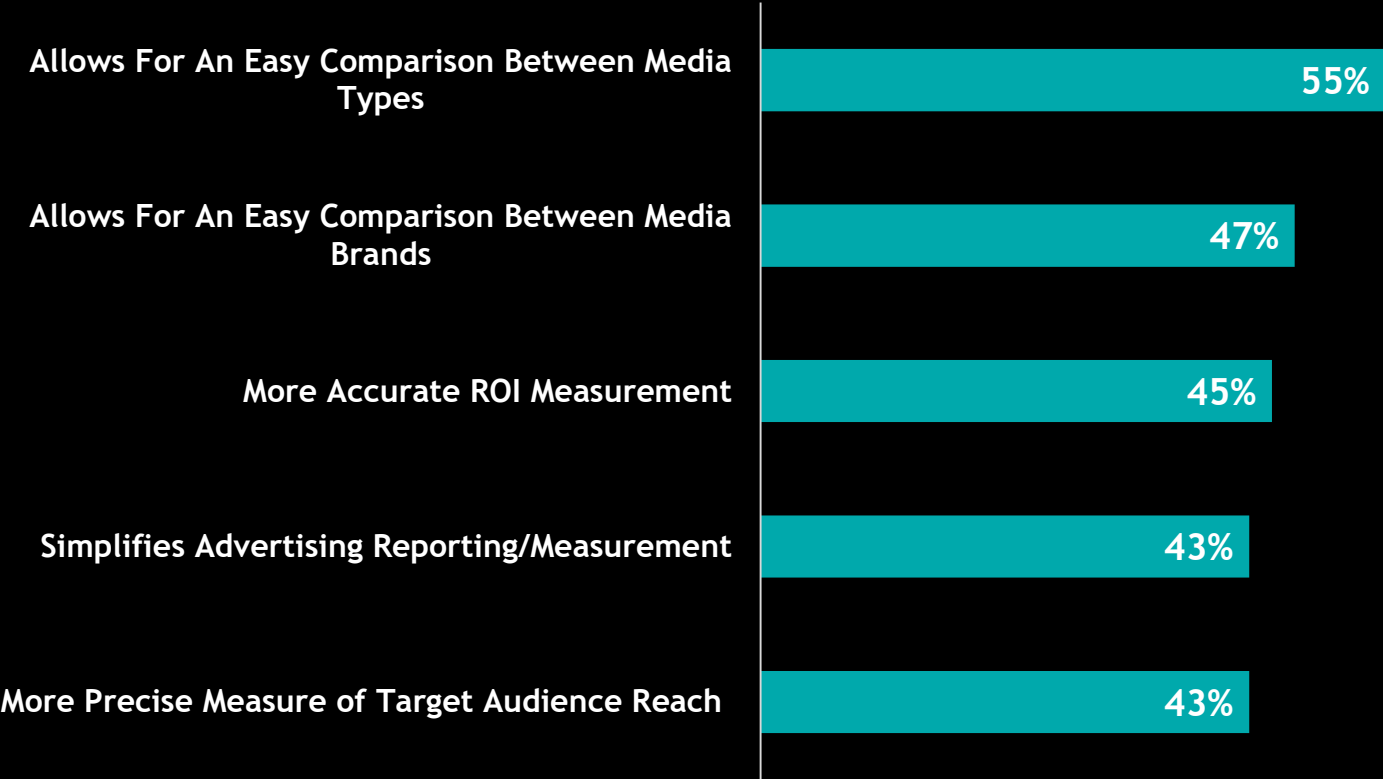 Allows For An Easy Comparison Between Media
Types
55%
Allows For An Easy Comparison Between Media
Brands
47%
More Accurate ROI Measurement
45%
Simplifies Advertising Reporting/Measurement
43%
More Precise Measure of Target Audience Reach
43%